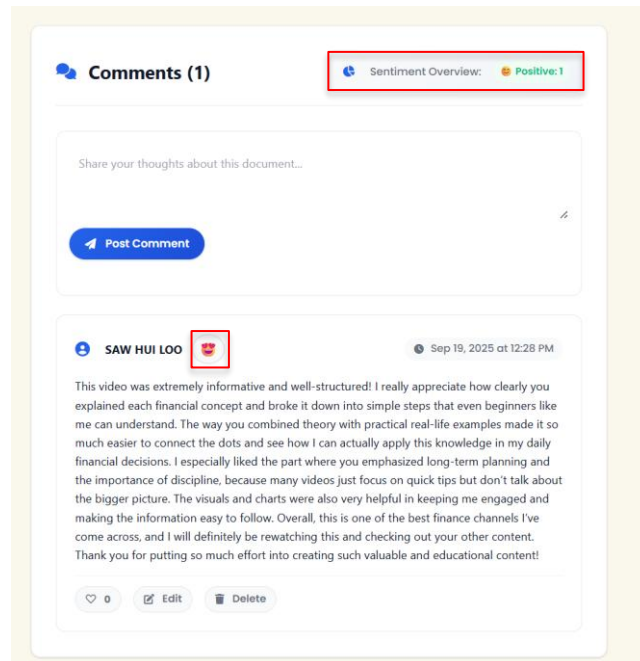 Comments (1)
Sentiment Overview: 😊 Positive: 1
Share your thoughts about this document...
Post Comment
SAW HUI LOO 😍
Sep 19, 2025 at 12:28 PM
This video was extremely informative and well-structured! I really appreciate how clearly you
explained each financial concept and broke it down into simple steps that even beginners like
me can understand. The way you combined theory with practical real-life examples made it so
much easier to connect the dots and see how I can actually apply this knowledge in my daily
financial decisions. I especially liked the part where you emphasized long-term planning and
the importance of discipline, because many videos just focus on quick tips but don't talk about
the bigger picture. The visuals and charts were also very helpful in keeping me engaged and
making the information easy to follow. Overall, this is one of the best finance channels I've
come across, and I will definitely be rewatching this and checking out your other content.
Thank you for putting so much effort into creating such valuable and educational content!
0 Edit Delete